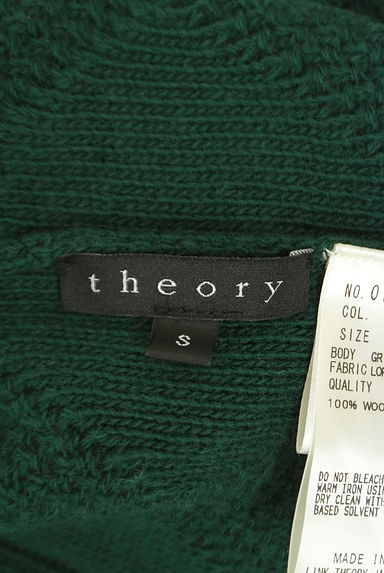 theory
S
NO. 0
COL.
SIZE
BODY GR
FABRIC LOR
QUALITY
100% WOO
DO NOT BLEACH
WARM IRON USI
DRY CLEAN WITH
BASED SOLVENT
MADE IN
LINK THEORY